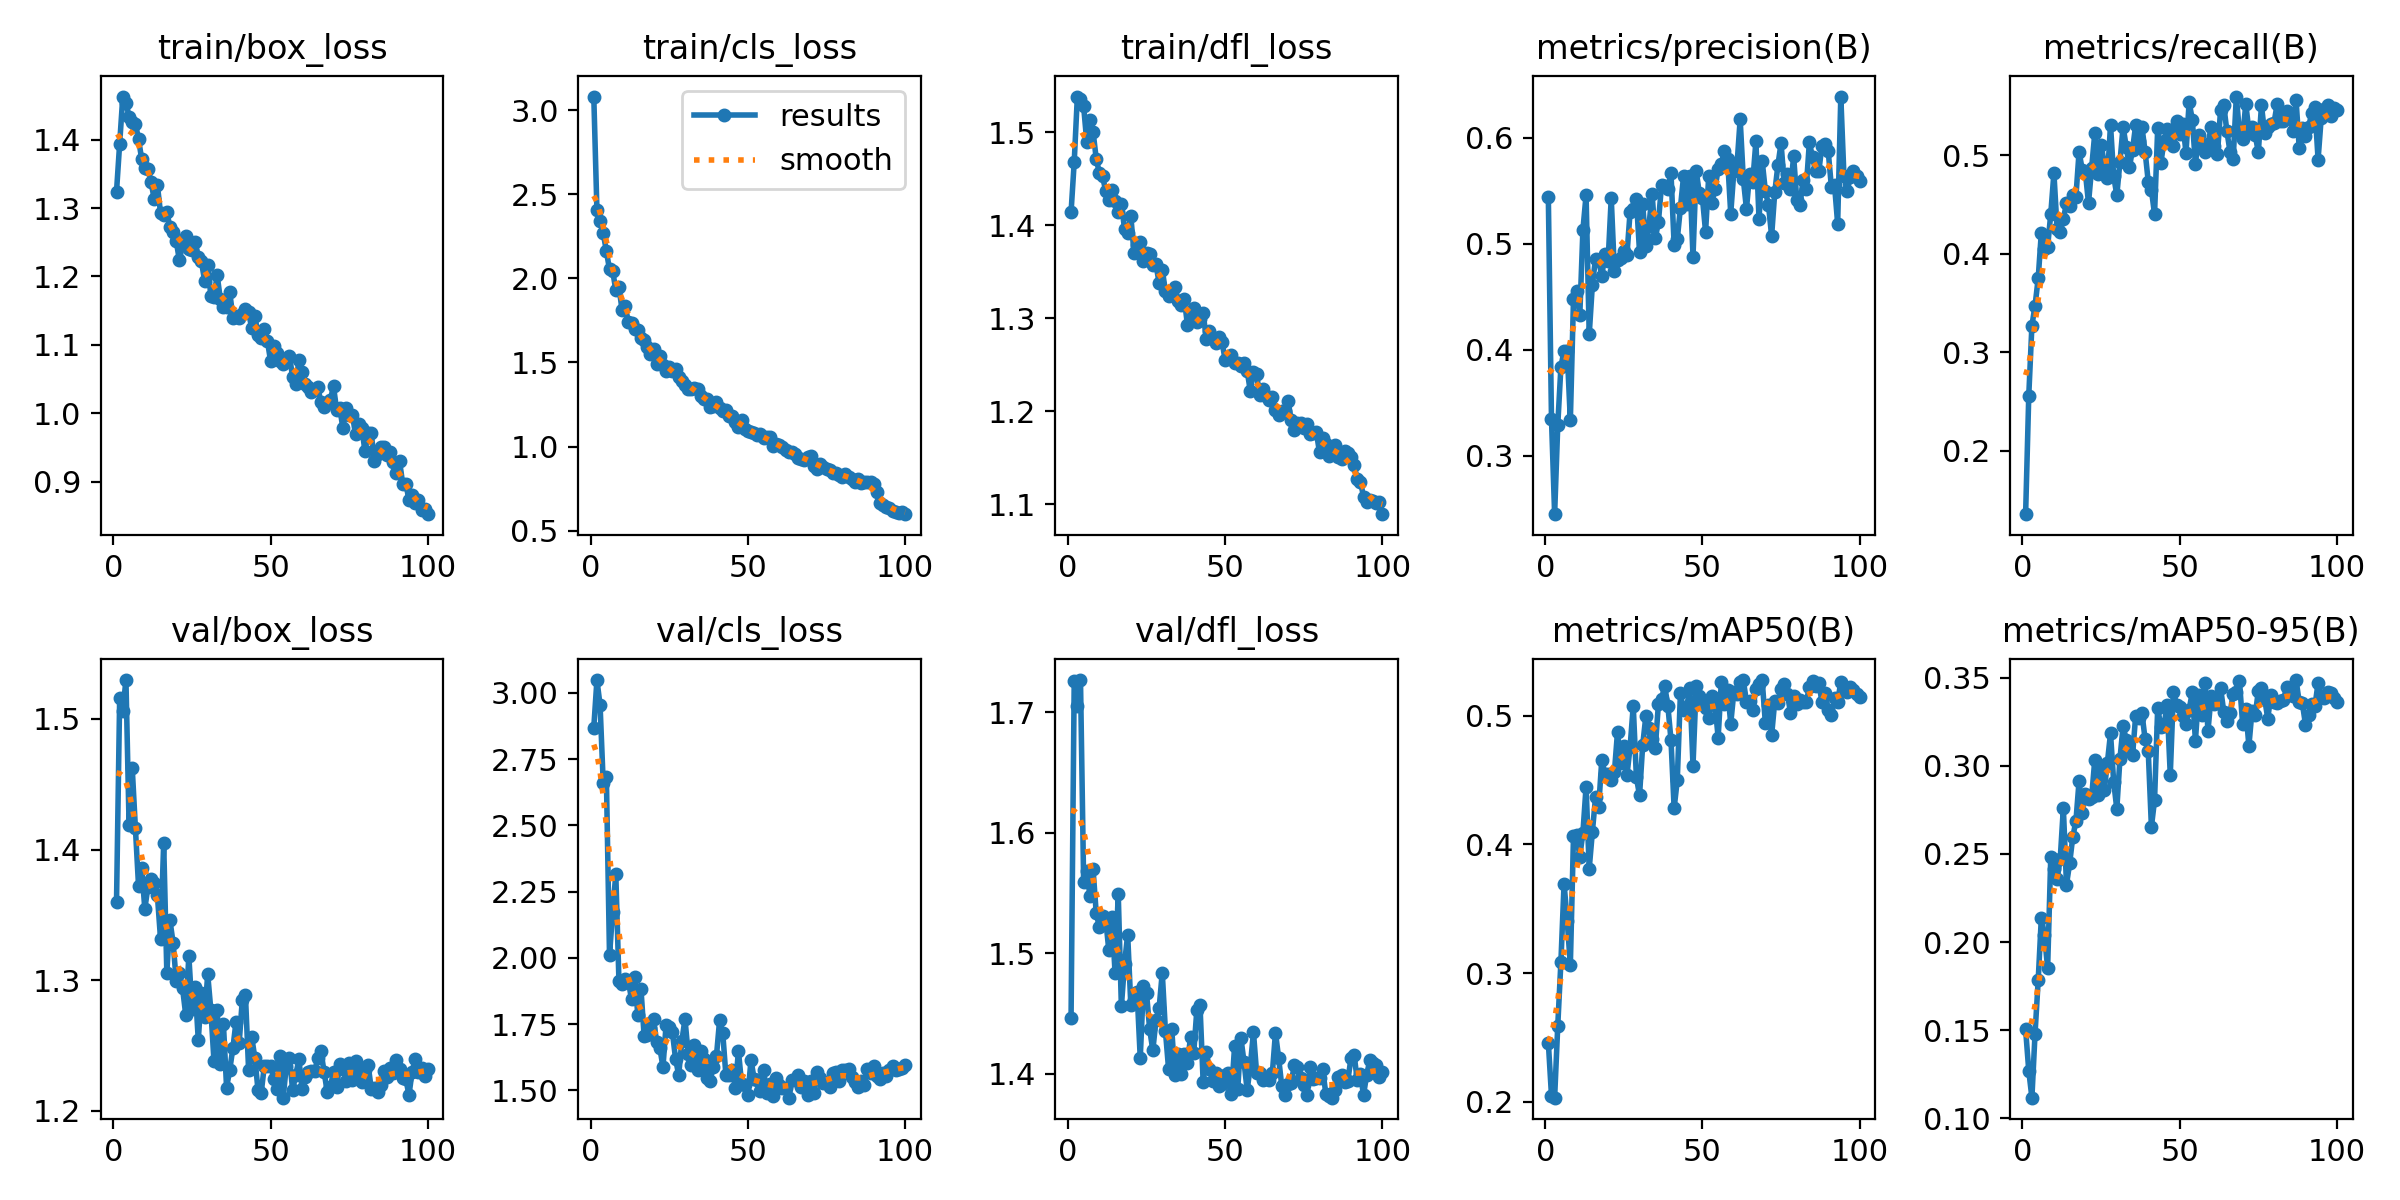 train/box_loss
1.4
1.3
1.2
1.1
1.0
0.9
0 50 100
train/cls_loss
results
smooth
3.0
2.5
2.0
1.5
1.0
0.5
0 50 100
train/dfl_loss
1.5
1.4
1.3
1.2
1.1
0 50 100
metrics/precision(B)
0.6
0.5
0.4
0.3
0 50 100
metrics/recall(B)
0.5
0.4
0.3
0.2
0 50 100
val/box_loss
1.5
1.4
1.3
1.2
0 50 100
val/cls_loss
3.00
2.75
2.50
2.25
2.00
1.75
1.50
0 50 100
val/dfl_loss
1.7
1.6
1.5
1.4
0 50 100
metrics/mAP50(B)
0.5
0.4
0.3
0.2
0 50 100
metrics/mAP50-95(B)
0.35
0.30
0.25
0.20
0.15
0.10
0 50 100